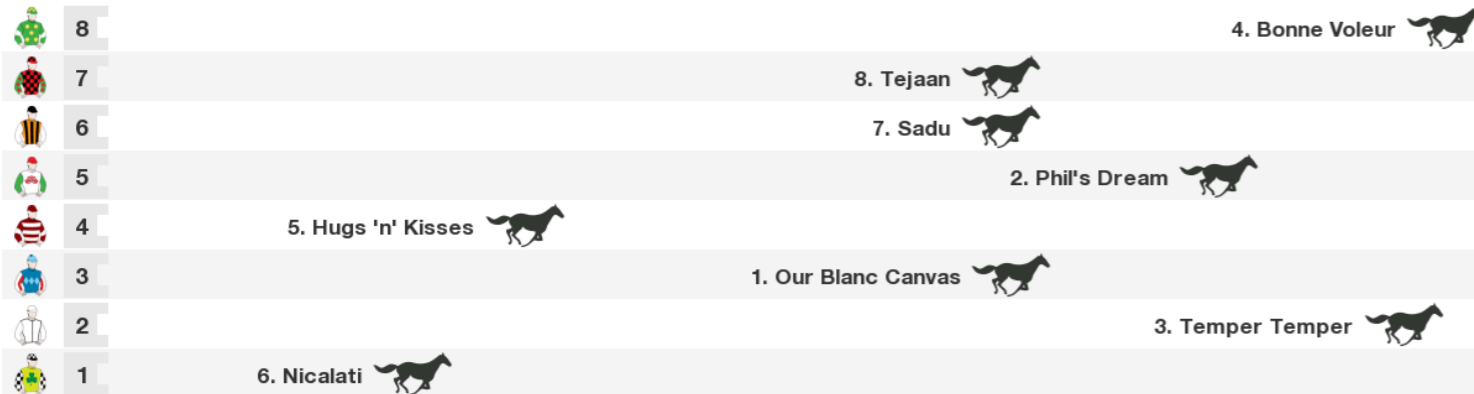 8 4. Bonne Voleur
7 8. Tejaan
6 7. Sadu
5 2. Phil's Dream
4 5. Hugs 'n' Kisses
3 1. Our Blanc Canvas
2 3. Temper Temper
1 6. Nicalati